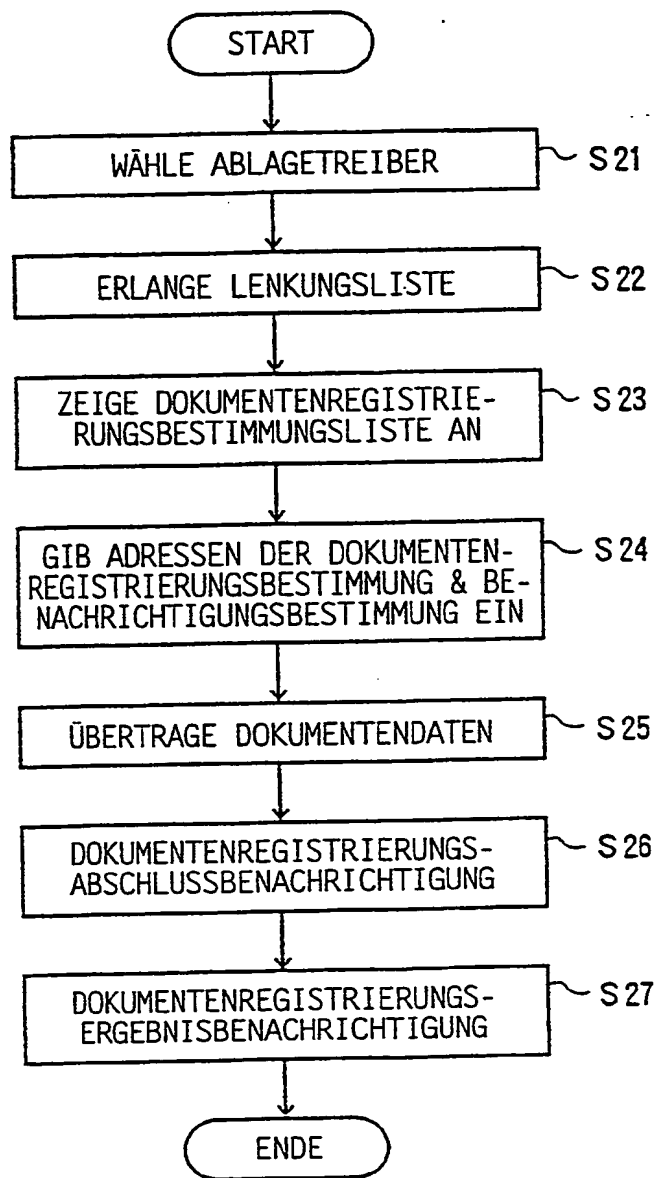 START
WÄHLE ABLAGETREIBER
S21
ERLANGE LENKUNGSLISTE
S22
ZEIGE DOKUMENTENREGISTRIE-
RUNGSBESTIMMUNGSLISTE AN
S23
GIB ADRESSEN DER DOKUMENTEN-
REGISTRIERUNGSBESTIMMUNG & BE-
NACHRICHTIGUNGSBESTIMMUNG EIN
S24
ÜBERTRAGE DOKUMENTENDATEN
S25
DOKUMENTENREGISTRIERUNGS-
ABSCHLUSSBENACHRICHTIGUNG
S26
DOKUMENTENREGISTRIERUNGS-
ERGEBNISBENACHRICHTIGUNG
S27
ENDE